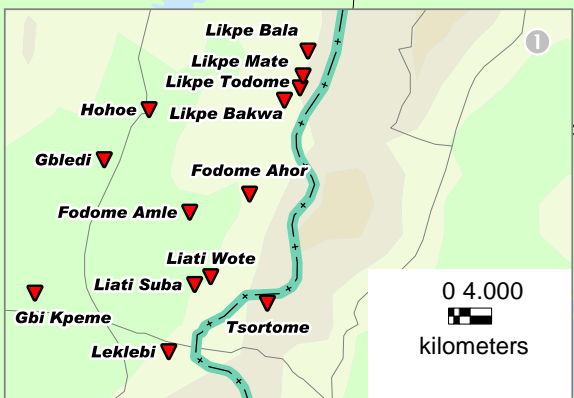 Likpe Bala
1
Likpe Mate
Likpe Todome
Hohoe
Likpe Bakwa
Gbledi
Fodome Ahor
Fodome Amle
Liati Wote
Liati Suba
0 4.000
Gbi Kpeme
Tsortome
kilometers
Leklebi